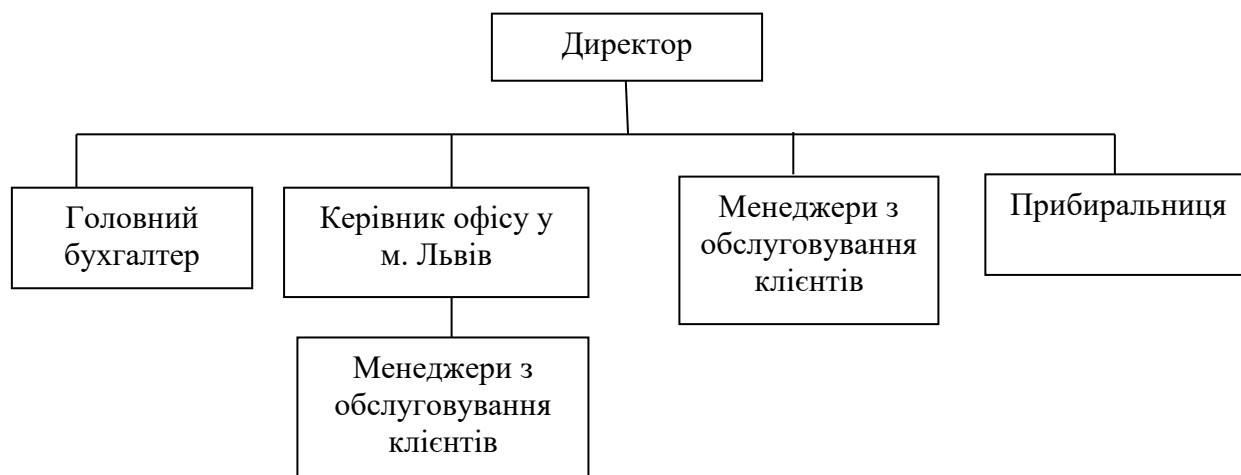 Директор
Головний
бухгалтер
Керівник офісу у
м. Львів
Менеджери з
обслуговування
клієнтів
Прибиральниця
Менеджери з
обслуговування
клієнтів